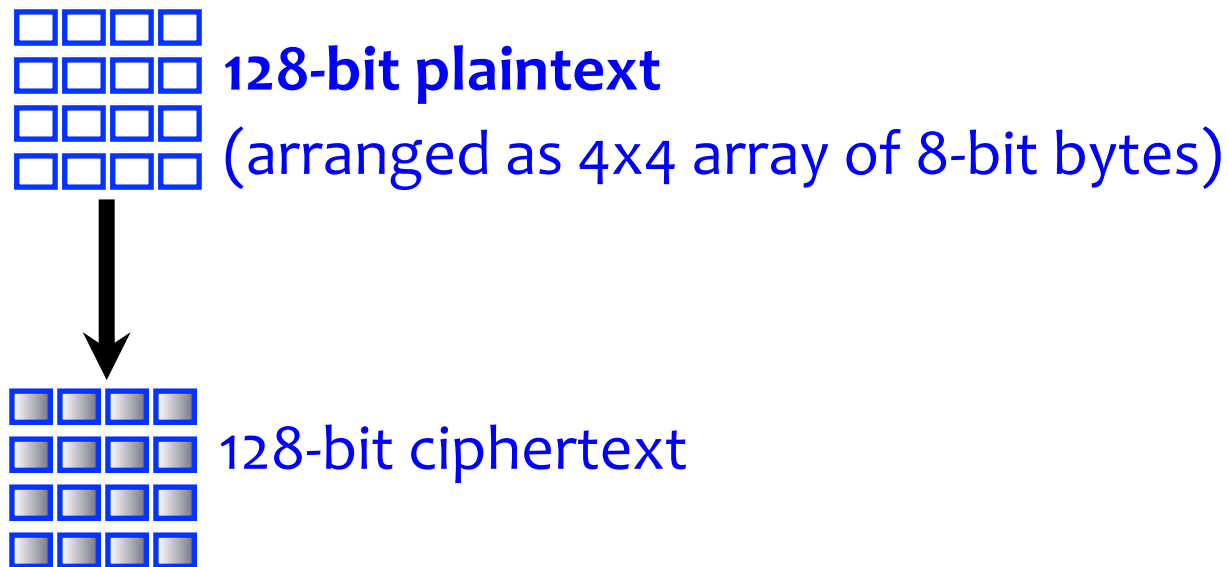 128-bit plaintext
(arranged as 4x4 array of 8-bit bytes)
128-bit ciphertext